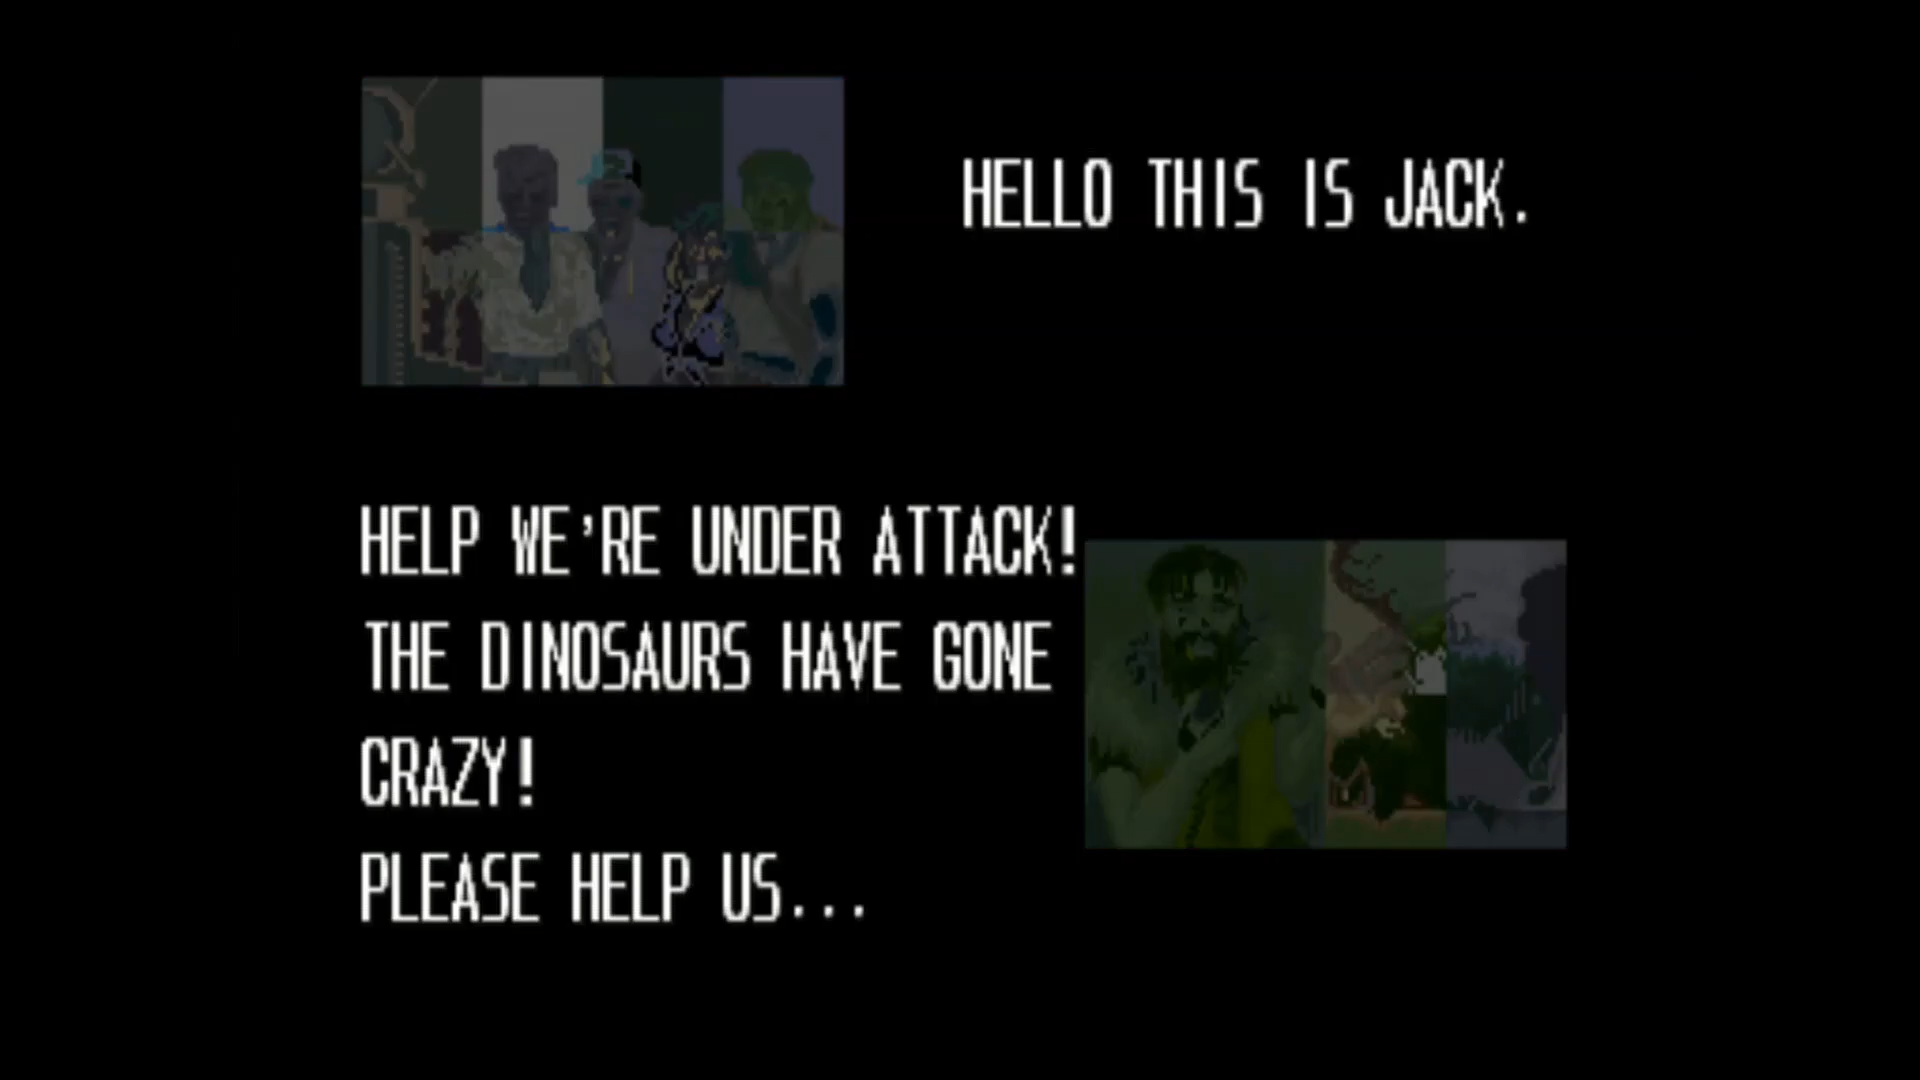 HELLO THIS IS JACK.
HELP WE'RE UNDER ATTACK!
THE DINOSAURS HAVE GONE
CRAZY!
PLEASE HELP US...